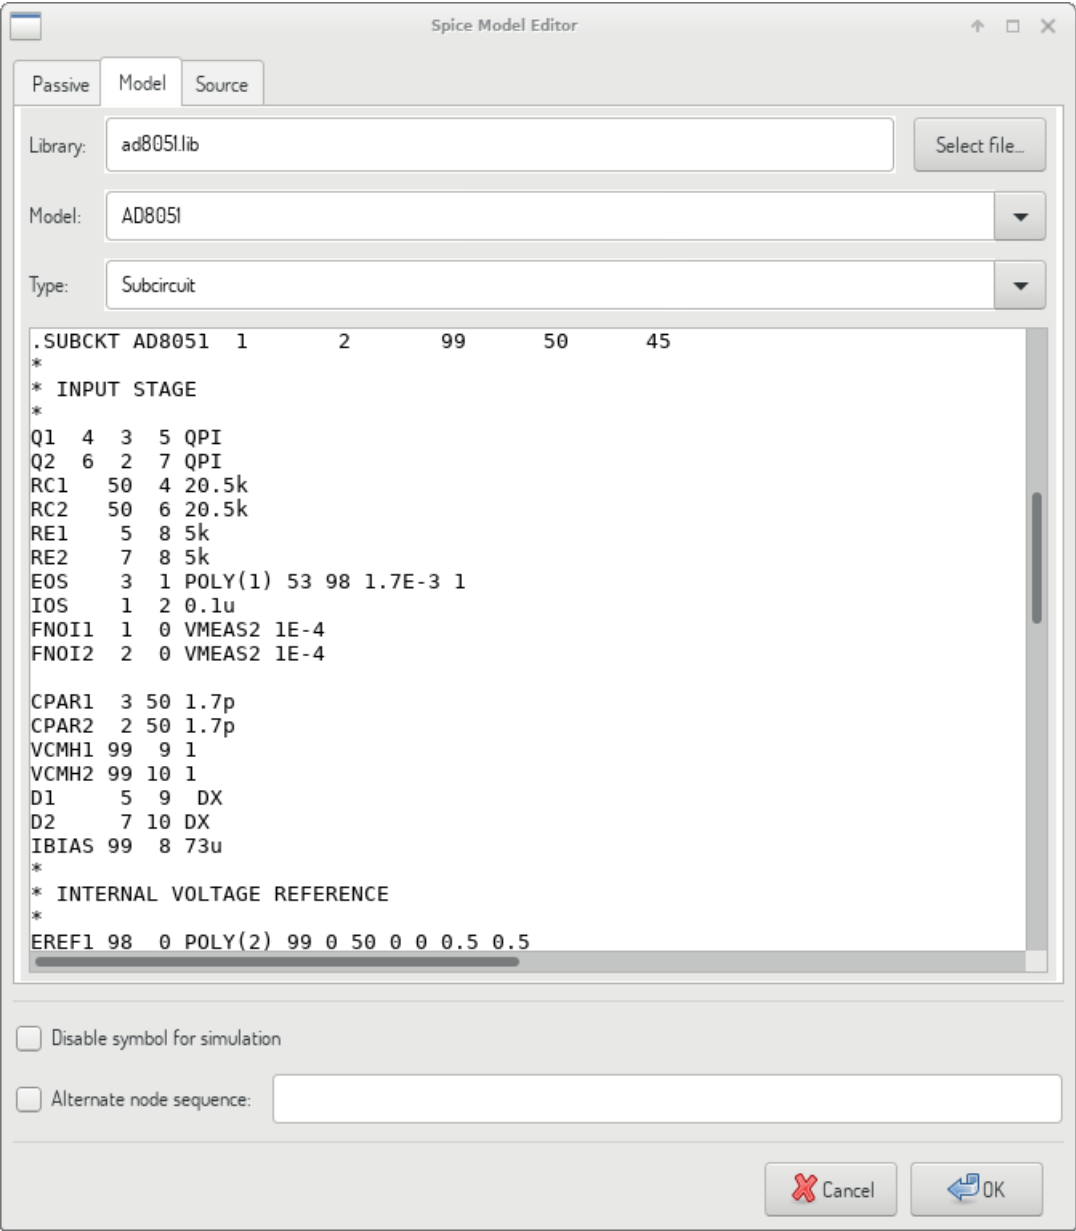 Spice Model Editor
Passive Model Source
Library: ad8051.lib Select file...
Model: AD8051
Type: Subcircuit
.SUBCKT AD8051  1       2       99      50      45
*
* INPUT STAGE
*
Q1  4  3  5 QPI
Q2  6  2  7 QPI
RC1   50  4 20.5k
RC2   50  6 20.5k
RE1    5  8 5k
RE2    7  8 5k
EOS    3  1 POLY(1) 53 98 1.7E-3 1
IOS    1  2 0.1u
FNOI1  1  0 VMEAS2 1E-4
FNOI2  2  0 VMEAS2 1E-4
CPAR1  3 50 1.7p
CPAR2  2 50 1.7p
VCMH1 99  9 1
VCMH2 99 10 1
D1     5  9  DX
D2     7 10 DX
IBIAS 99  8 73u
*
* INTERNAL VOLTAGE REFERENCE
*
EREF1 98  0 POLY(2) 99 0 50 0 0 0.5 0.5
Disable symbol for simulation
Alternate node sequence:
Cancel OK